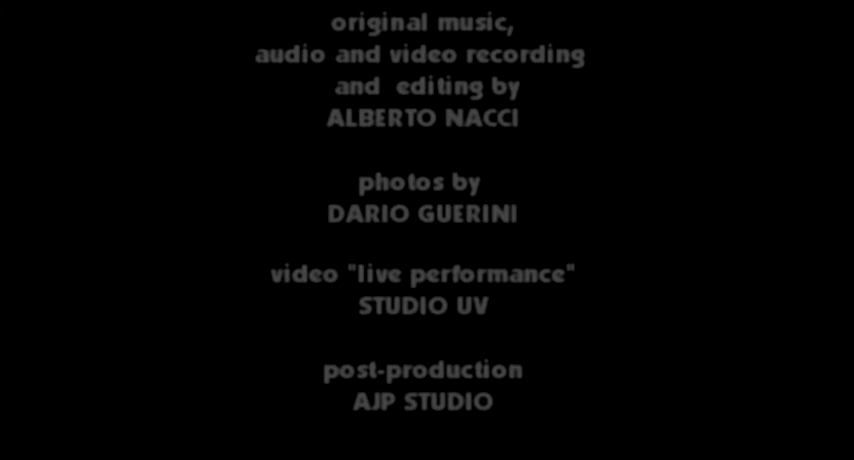 original music,
audio and video recording
and editing by
ALBERTO NACCI
photos by
DARIO GUERINI
video "live performance"
STUDIO UV
post-production
AJP STUDIO